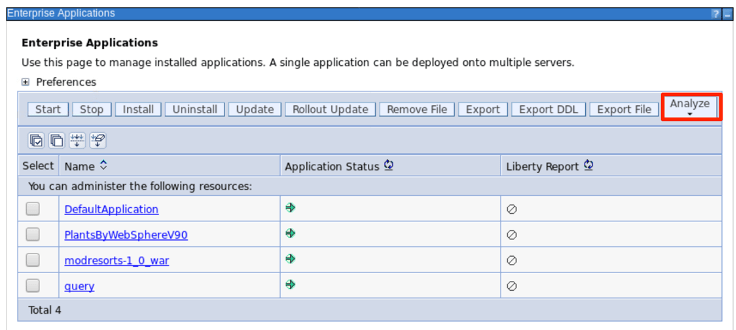 Enterprise Applications
Enterprise Applications
Use this page to manage installed applications. A single application can be deployed onto multiple servers.
Preferences
Start Stop Install Uninstall Update Rollout Update Remove File Export Export DDL Export File Analyze
Select Name Application Status Liberty Report
You can administer the following resources:
DefaultApplication
PlantsByWebSphereV90
modresorts-1_0_war
query
Total 4